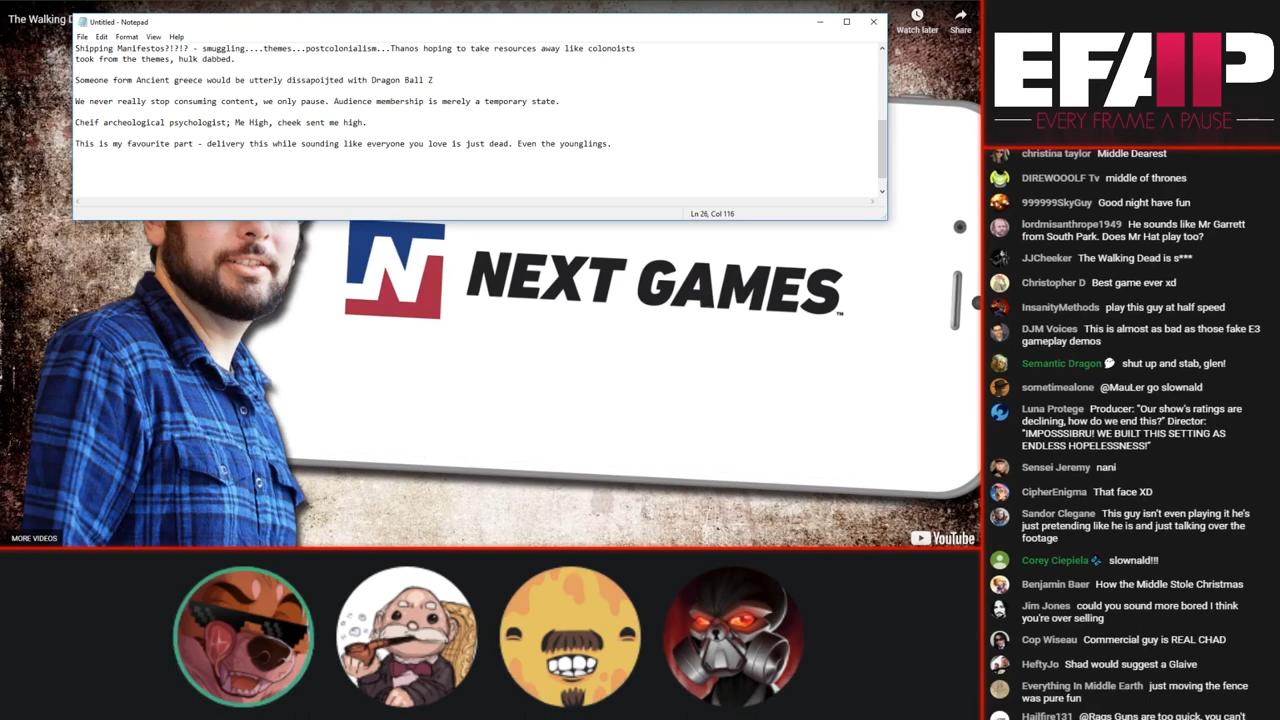 The Walking D
Untitled - Notepad
File Edit Format View Help
Shipping Manifestos?!?!? - smuggling....themes...postcolonialism...Thanos hoping to take resources away like colonoists
took from the themes, hulk dabbed.
Someone form Ancient greece would be utterly dissapoijted with Dragon Ball Z
We never really stop consuming content, we only pause. Audience membership is merely a temporary state.
Cheif archeological psychologist; Me High, cheek sent me high.
This is my favourite part - delivery this while sounding like everyone you love is just dead. Even the younglings.
Ln 26, Col 116
Watch later
Share
N NEXT GAMES™
MORE VIDEOS
YouTube
EFAP
EVERY FRAME A PAUSE
christina taylor Middle Dearest
DIREWOOOLF Tv middle of thrones
999999SkyGuy Good night have fun
lordmisanthrope1949 He sounds like Mr Garrett
from South Park. Does Mr Hat play too?
JJCheeker The Walking Dead is s***
Christopher D Best game ever xd
InsanityMethods play this guy at half speed
DJM Voices This is almost as bad as those fake E3
gameplay demos
Semantic Dragon shut up and stab, glen!
sometimealone @MauLer go slownald
Luna Protege Producer: "Our show's ratings are
declining, how do we end this?" Director:
"IMPOSSSIBRU! WE BUILT THIS SETTING AS
ENDLESS HOPELESSNESS!"
Sensei Jeremy nani
CipherEnigma That face XD
Sandor Clegane This guy isn't even playing it he's
just pretending like he is and just talking over the
footage
Corey Ciepiela slownald!!!
Benjamin Baer How the Middle Stole Christmas
Jim Jones could you sound more bored I think
you're over selling
Cop Wiseau Commercial guy is REAL CHAD
HeftyJo Shad would suggest a Glaive
Everything In Middle Earth just moving the fence
was pure fun
Hailfire131 @Rags Guns are too quick, you can't